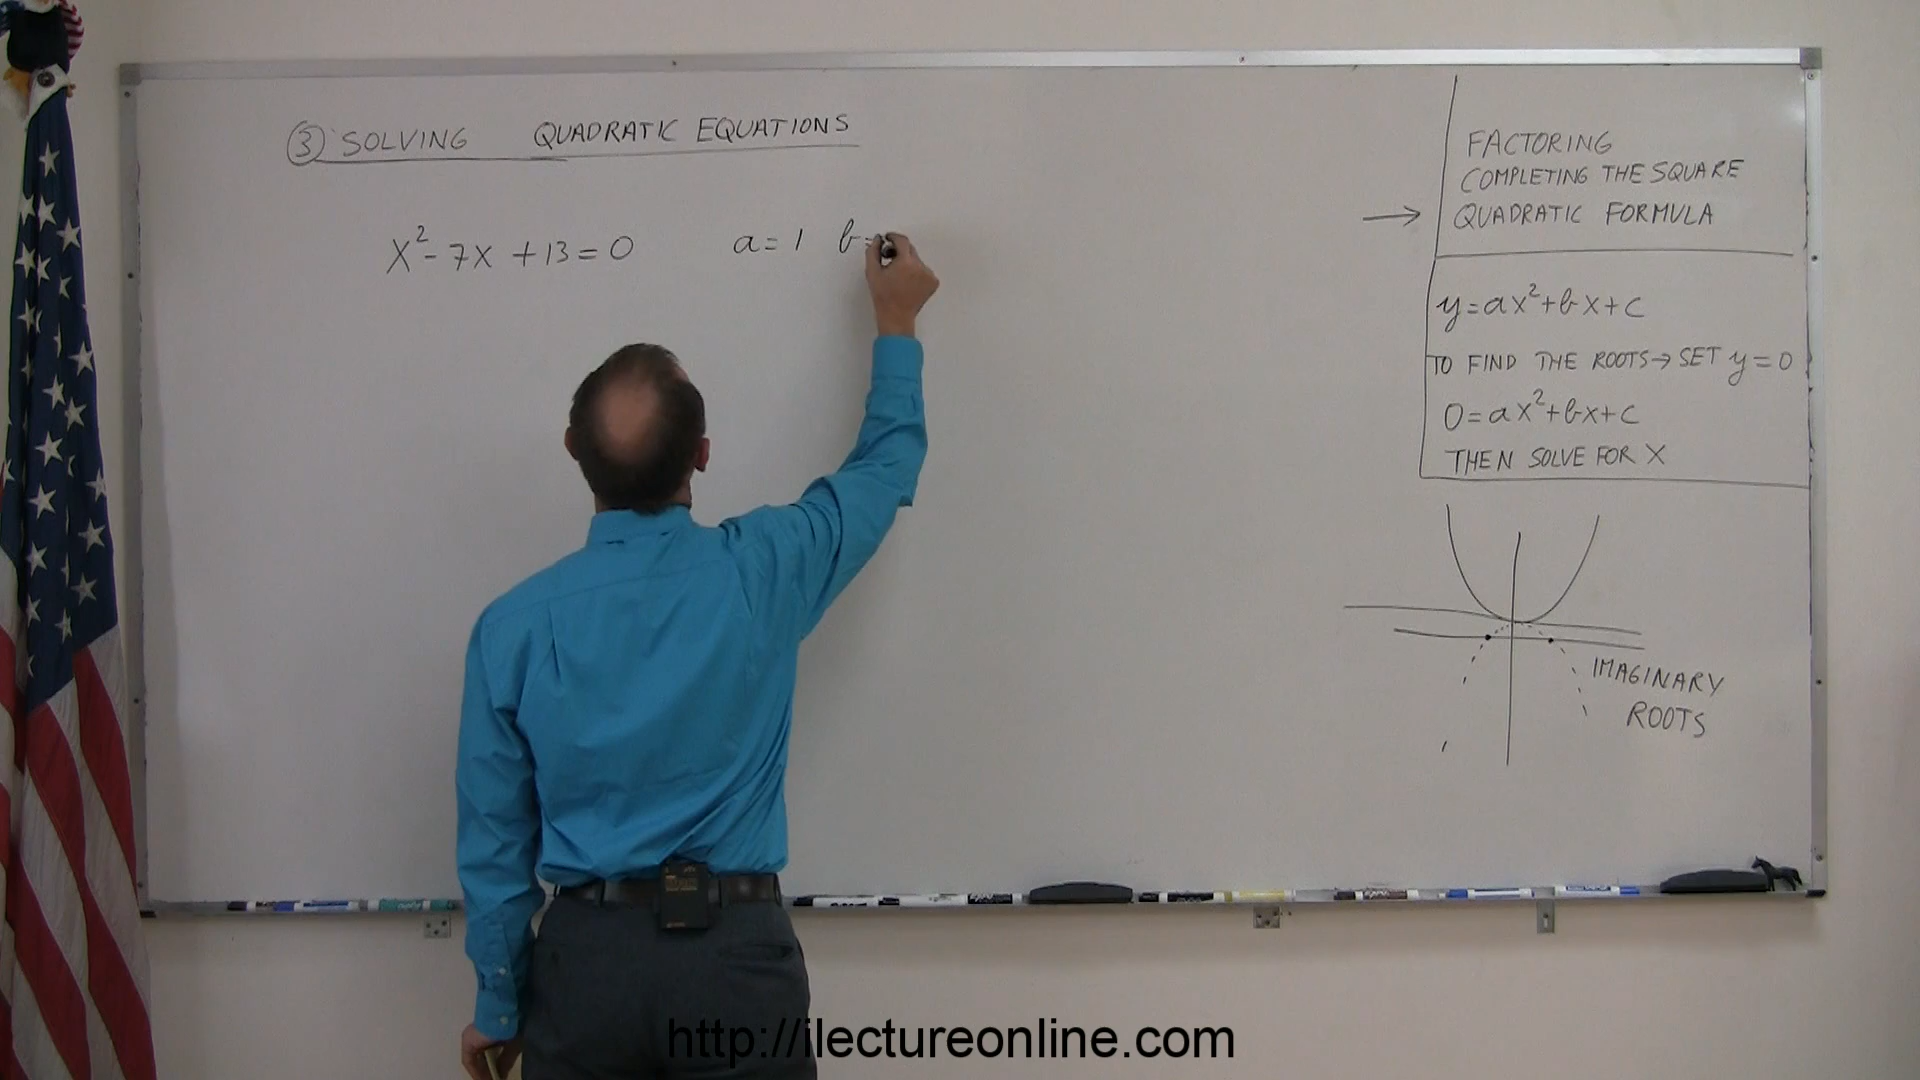 ③ SOLVING QUADRATIC EQUATIONS
x² - 7x + 13 = 0
a = 1 b =
FACTORING
COMPLETING THE SQUARE
→ QUADRATIC FORMULA
y = ax² + bx + c
TO FIND THE ROOTS → SET y = 0
0 = ax² + bx + c
THEN SOLVE FOR X
IMAGINARY
ROOTS
http://ilectureonline.com